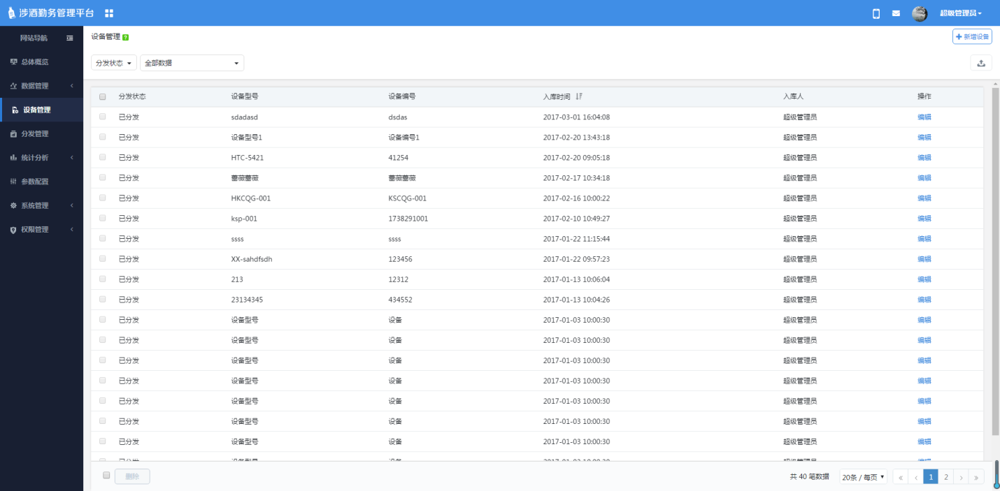 涉酒勤务管理平台 超级管理员
网站导航
总体概览
数据管理
设备管理
分发管理
统计分析
参数配置
系统管理
权限管理
设备管理 ? 新增设备
分发状态 全部数据
分发状态 设备型号 设备编号 入库时间 入库人 操作
已分发 sdadasd dsdas 2017-03-01 16:04:08 超级管理员 编辑
已分发 设备型号1 设备编号1 2017-02-20 13:43:18 超级管理员 编辑
已分发 HTC-5421 41254 2017-02-20 09:05:18 超级管理员 编辑
已分发 蔷薇蔷薇 蔷薇蔷薇 2017-02-17 10:34:18 超级管理员 编辑
已分发 HKCQG-001 KSCQG-001 2017-02-16 10:00:22 超级管理员 编辑
已分发 ksp-001 1738291001 2017-02-10 10:49:27 超级管理员 编辑
已分发 ssss ssss 2017-01-22 11:15:44 超级管理员 编辑
已分发 XX-sahdfsdh 123456 2017-01-22 09:57:23 超级管理员 编辑
已分发 213 12312 2017-01-13 10:06:04 超级管理员 编辑
已分发 23134345 434552 2017-01-13 10:04:26 超级管理员 编辑
已分发 设备型号 设备 2017-01-03 10:00:30 超级管理员 编辑
已分发 设备型号 设备 2017-01-03 10:00:30 超级管理员 编辑
已分发 设备型号 设备 2017-01-03 10:00:30 超级管理员 编辑
已分发 设备型号 设备 2017-01-03 10:00:30 超级管理员 编辑
已分发 设备型号 设备 2017-01-03 10:00:30 超级管理员 编辑
已分发 设备型号 设备 2017-01-03 10:00:30 超级管理员 编辑
已分发 设备型号 设备 2017-01-03 10:00:30 超级管理员 编辑
删除 共 40 笔数据 20条 / 每页 « ‹ 1 2 › »